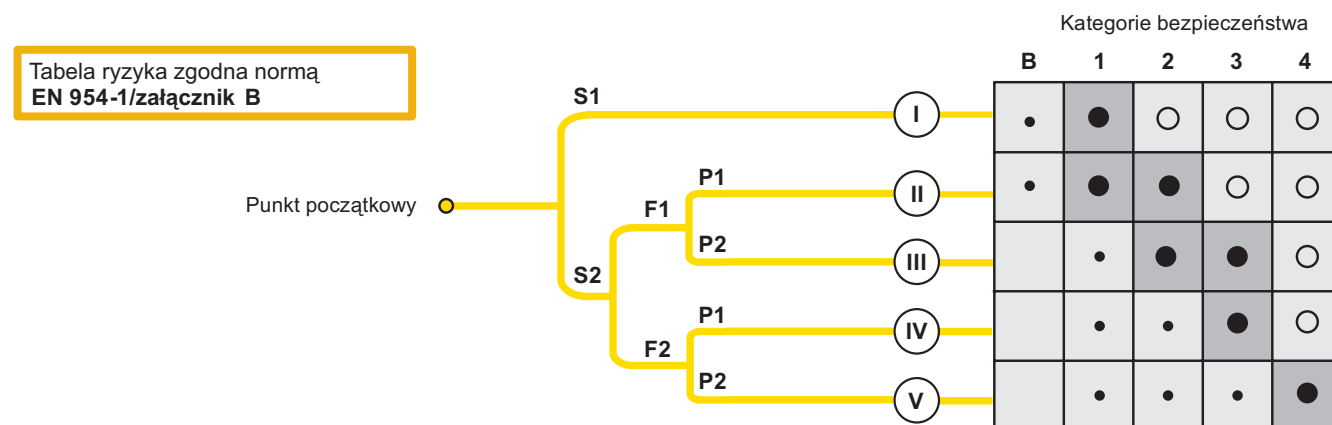 Kategorie bezpieczeństwa
B 1 2 3 4
Tabela ryzyka zgodna normą
EN 954-1/załącznik B
S1
I
Punkt początkowy
P1
II
F1
P2
III
S2
P1
IV
F2
P2
V